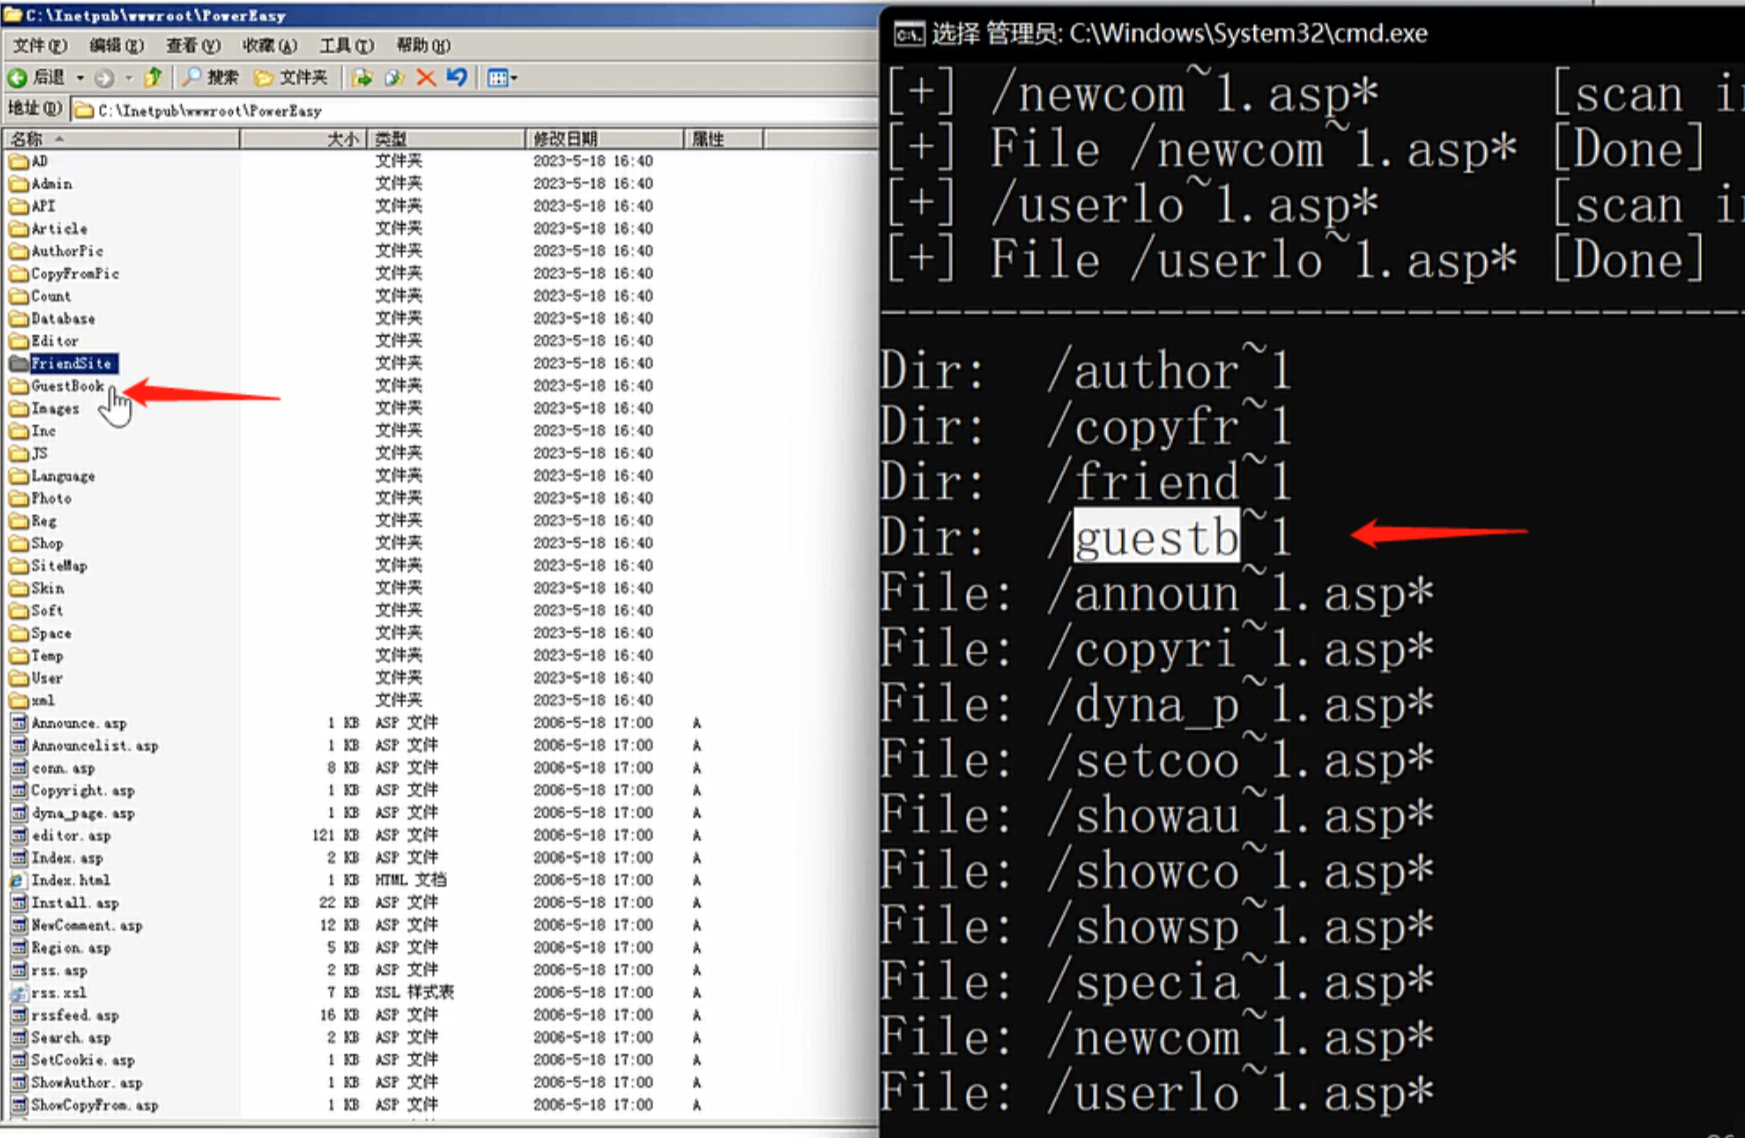 C:\Inetpub\wwwroot\PowerEasy
文件(F) 编辑(E) 查看(V) 收藏(A) 工具(T) 帮助(H)
后退 搜索 文件夹
地址(D) C:\Inetpub\wwwroot\PowerEasy
名称 大小 类型 修改日期 属性
AD 文件夹 2023-5-18 16:40
Admin 文件夹 2023-5-18 16:40
API 文件夹 2023-5-18 16:40
Article 文件夹 2023-5-18 16:40
AuthorPic 文件夹 2023-5-18 16:40
CopyFromPic 文件夹 2023-5-18 16:40
Count 文件夹 2023-5-18 16:40
Database 文件夹 2023-5-18 16:40
Editor 文件夹 2023-5-18 16:40
FriendSite 文件夹 2023-5-18 16:40
GuestBook 文件夹 2023-5-18 16:40
Images 文件夹 2023-5-18 16:40
Inc 文件夹 2023-5-18 16:40
JS 文件夹 2023-5-18 16:40
Language 文件夹 2023-5-18 16:40
Photo 文件夹 2023-5-18 16:40
Reg 文件夹 2023-5-18 16:40
Shop 文件夹 2023-5-18 16:40
SiteMap 文件夹 2023-5-18 16:40
Skin 文件夹 2023-5-18 16:40
Soft 文件夹 2023-5-18 16:40
Space 文件夹 2023-5-18 16:40
Temp 文件夹 2023-5-18 16:40
User 文件夹 2023-5-18 16:40
xml 文件夹 2023-5-18 16:40
Announce.asp 1 KB ASP 文件 2006-5-18 17:00 A
Announcelist.asp 1 KB ASP 文件 2006-5-18 17:00 A
conn.asp 8 KB ASP 文件 2006-5-18 17:00 A
Copyright.asp 1 KB ASP 文件 2006-5-18 17:00 A
dyna_page.asp 1 KB ASP 文件 2006-5-18 17:00 A
editor.asp 121 KB ASP 文件 2006-5-18 17:00 A
Index.asp 2 KB ASP 文件 2006-5-18 17:00 A
Index.html 1 KB HTML 文档 2006-5-18 17:00 A
Install.asp 22 KB ASP 文件 2006-5-18 17:00 A
NewComment.asp 12 KB ASP 文件 2006-5-18 17:00 A
Region.asp 5 KB ASP 文件 2006-5-18 17:00 A
rss.asp 2 KB ASP 文件 2006-5-18 17:00 A
rss.xsl 7 KB XSL 样式表 2006-5-18 17:00 A
rssfeed.asp 16 KB ASP 文件 2006-5-18 17:00 A
Search.asp 2 KB ASP 文件 2006-5-18 17:00 A
SetCookie.asp 1 KB ASP 文件 2006-5-18 17:00 A
ShowAuthor.asp 1 KB ASP 文件 2006-5-18 17:00 A
ShowCopyFrom.asp 1 KB ASP 文件 2006-5-18 17:00 A
选择 管理员: C:\Windows\System32\cmd.exe
[+] /newcom~1.asp* [scan i
[+] File /newcom~1.asp* [Done]
[+] /userlo~1.asp* [scan i
[+] File /userlo~1.asp* [Done]
--------------------------------
Dir: /author~1
Dir: /copyfr~1
Dir: /friend~1
Dir: /guestb~1
File: /announ~1.asp*
File: /copyri~1.asp*
File: /dyna_p~1.asp*
File: /setcoo~1.asp*
File: /showau~1.asp*
File: /showco~1.asp*
File: /showsp~1.asp*
File: /specia~1.asp*
File: /newcom~1.asp*
File: /userlo~1.asp*